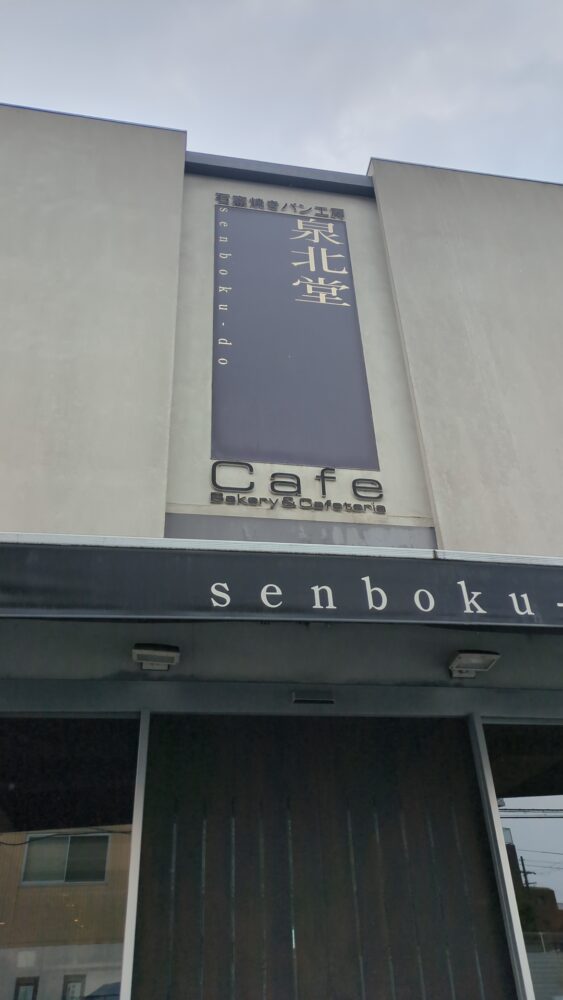 石窯焼きパン工房
泉北堂
senboku-do
Cafe
Bakery & Cafeteria
senboku-